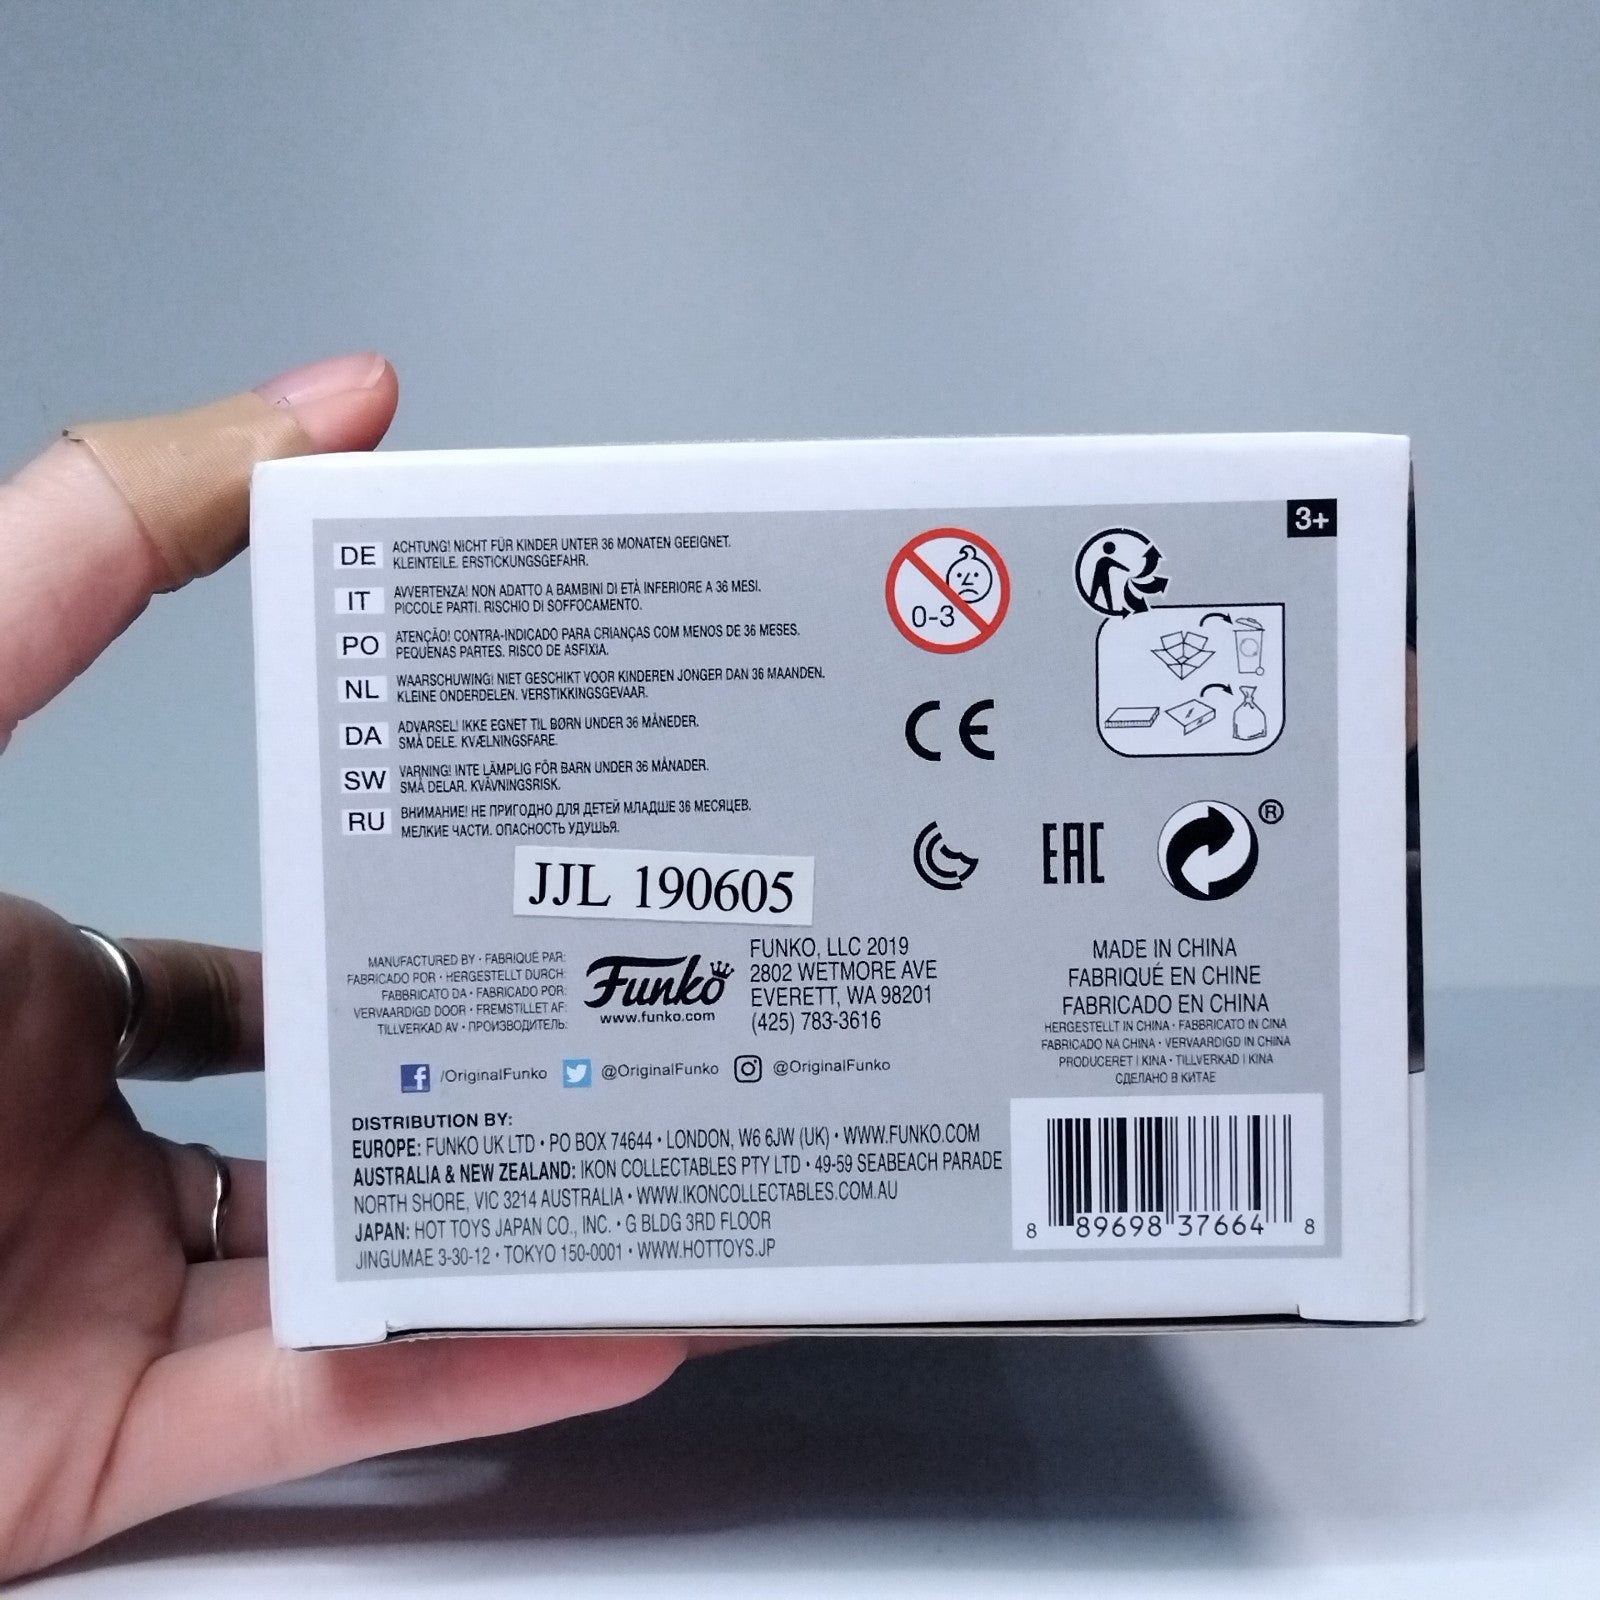 3+
DE ACHTUNG! NICHT FÜR KINDER UNTER 36 MONATEN GEEIGNET.
KLEINTEILE. ERSTICKUNGSGEFAHR.
IT AVVERTENZA! NON ADATTO A BAMBINI DI ETÀ INFERIORE A 36 MESI.
PICCOLE PARTI. RISCHIO DI SOFFOCAMENTO.
PO ATENÇÃO! CONTRA-INDICADO PARA CRIANÇAS COM MENOS DE 36 MESES.
PEQUENAS PARTES. RISCO DE ASFIXIA.
NL WAARSCHUWING! NIET GESCHIKT VOOR KINDEREN JONGER DAN 36 MAANDEN.
KLEINE ONDERDELEN. VERSTIKKINGSGEVAAR.
DA ADVARSEL! IKKE EGNET TIL BØRN UNDER 36 MÅNEDER.
SMÅ DELE. KVÆLNINGSFARE.
SW VARNING! INTE LÄMPLIG FÖR BARN UNDER 36 MÅNADER.
SMÅ DELAR. KVÄVNINGSRISK.
RU ВНИМАНИЕ! НЕ ПРИГОДНО ДЛЯ ДЕТЕЙ МЛАДШЕ 36 МЕСЯЦЕВ.
МЕЛКИЕ ЧАСТИ. ОПАСНОСТЬ УДУШЬЯ.
0-3
CE
EAC
®
JJL 190605
MANUFACTURED BY • FABRIQUÉ PAR:
FABRICADO POR • HERGESTELLT DURCH:
FABBRICATO DA • FABRICADO POR:
VERVAARDIGD DOOR • FREMSTILLET AF:
TILLVERKAD AV • ПРОИЗВОДИТЕЛЬ:
Funko
www.funko.com
FUNKO, LLC 2019
2802 WETMORE AVE
EVERETT, WA 98201
(425) 783-3616
MADE IN CHINA
FABRIQUÉ EN CHINE
FABRICADO EN CHINA
HERGESTELLT IN CHINA • FABBRICATO IN CINA
FABRICADO NA CHINA • VERVAARDIGD IN CHINA
PRODUCERET I KINA • TILLVERKAD I KINA
СДЕЛАНО В КИТАЕ
f /OriginalFunko @OriginalFunko @OriginalFunko
DISTRIBUTION BY:
EUROPE: FUNKO UK LTD • PO BOX 74644 • LONDON, W6 6JW (UK) • WWW.FUNKO.COM
AUSTRALIA & NEW ZEALAND: IKON COLLECTABLES PTY LTD • 49-59 SEABEACH PARADE
NORTH SHORE, VIC 3214 AUSTRALIA • WWW.IKONCOLLECTABLES.COM.AU
JAPAN: HOT TOYS JAPAN CO., INC. • G BLDG 3RD FLOOR
JINGUMAE 3-30-12 • TOKYO 150-0001 • WWW.HOTTOYS.JP
8 89698 37664 8